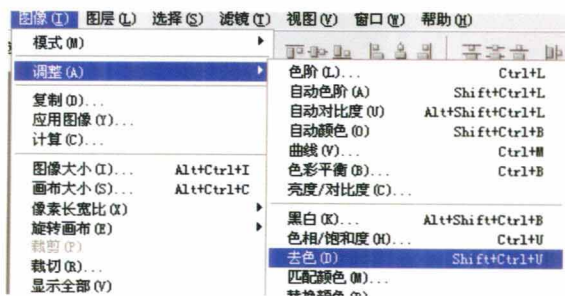 图像(I) 图层(L) 选择(S) 滤镜(T) 视图(V) 窗口(W) 帮助(H)
模式(M)
调整(A)
复制(D)...
应用图像(Y)...
计算(C)...
图像大小(I)... Alt+Ctrl+I
画布大小(S)... Alt+Ctrl+C
像素长宽比(X)
旋转画布(E)
裁剪(P)
裁切(R)...
显示全部(V)
色阶(L)... Ctrl+L
自动色阶(A) Shift+Ctrl+L
自动对比度(U) Alt+Shift+Ctrl+L
自动颜色(O) Shift+Ctrl+B
曲线(V)... Ctrl+M
色彩平衡(B)... Ctrl+B
亮度/对比度(C)...
黑白(K)... Alt+Shift+Ctrl+B
色相/饱和度(H)... Ctrl+U
去色(D) Shift+Ctrl+U
匹配颜色(M)...